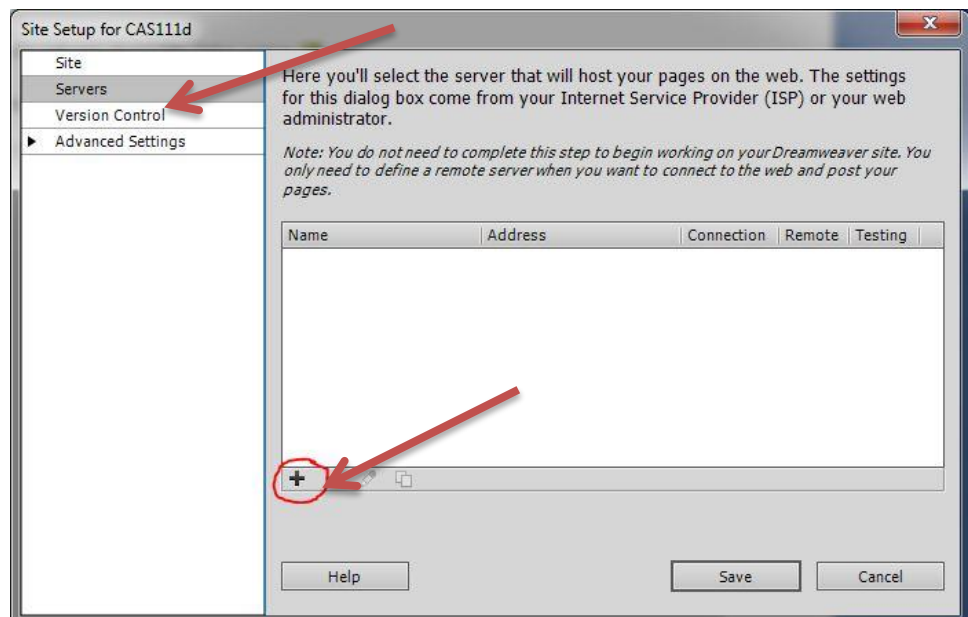 Site Setup for CAS111d
Site
Servers
Version Control
Advanced Settings
Here you'll select the server that will host your pages on the web. The settings
for this dialog box come from your Internet Service Provider (ISP) or your web
administrator.
Note: You do not need to complete this step to begin working on your Dreamweaver site. You
only need to define a remote server when you want to connect to the web and post your
pages.
Name Address Connection Remote Testing
Help Save Cancel